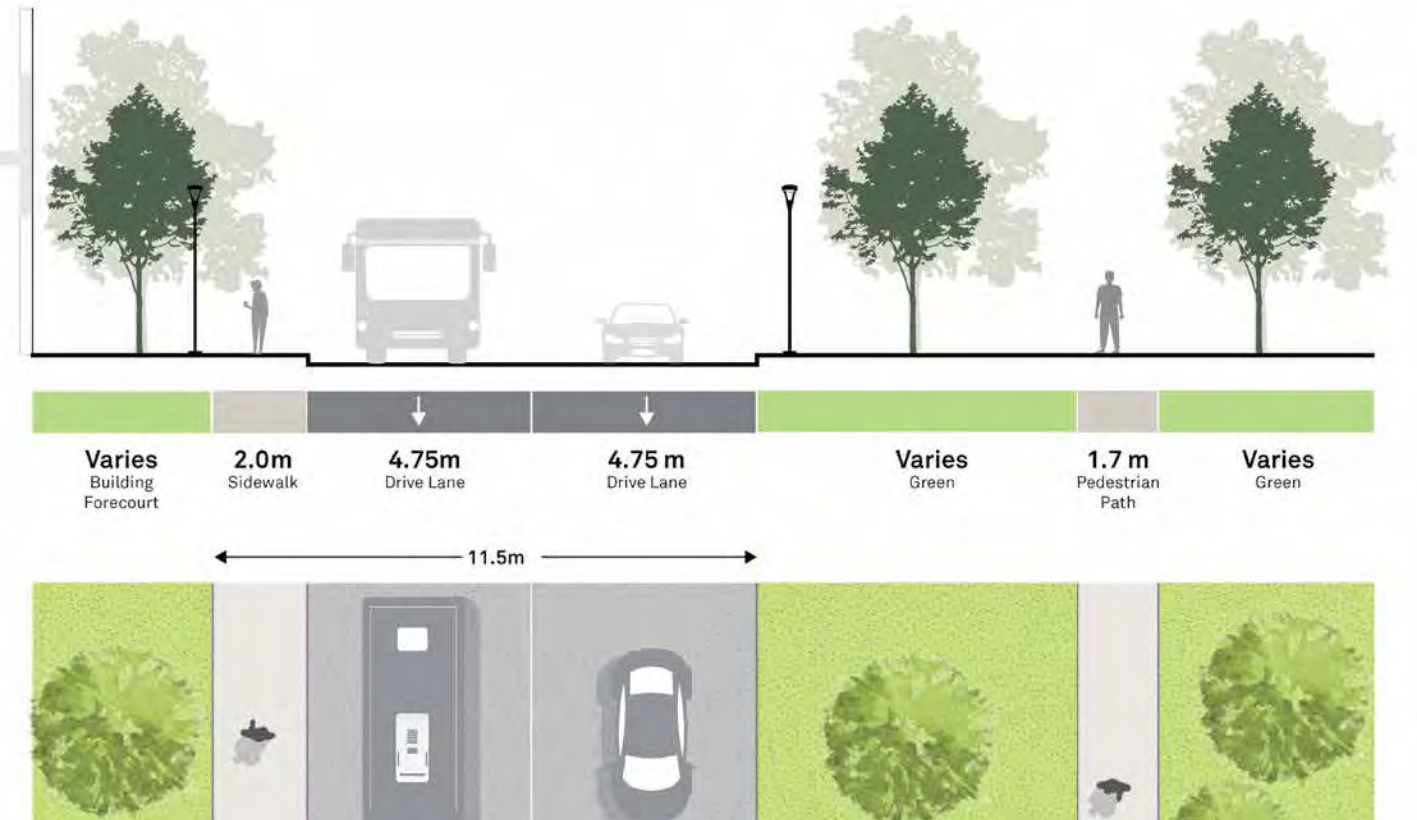 Varies
Building
Forecourt
2.0m
Sidewalk
4.75m
Drive Lane
4.75 m
Drive Lane
Varies
Green
1.7 m
Pedestrian
Path
Varies
Green
11.5m